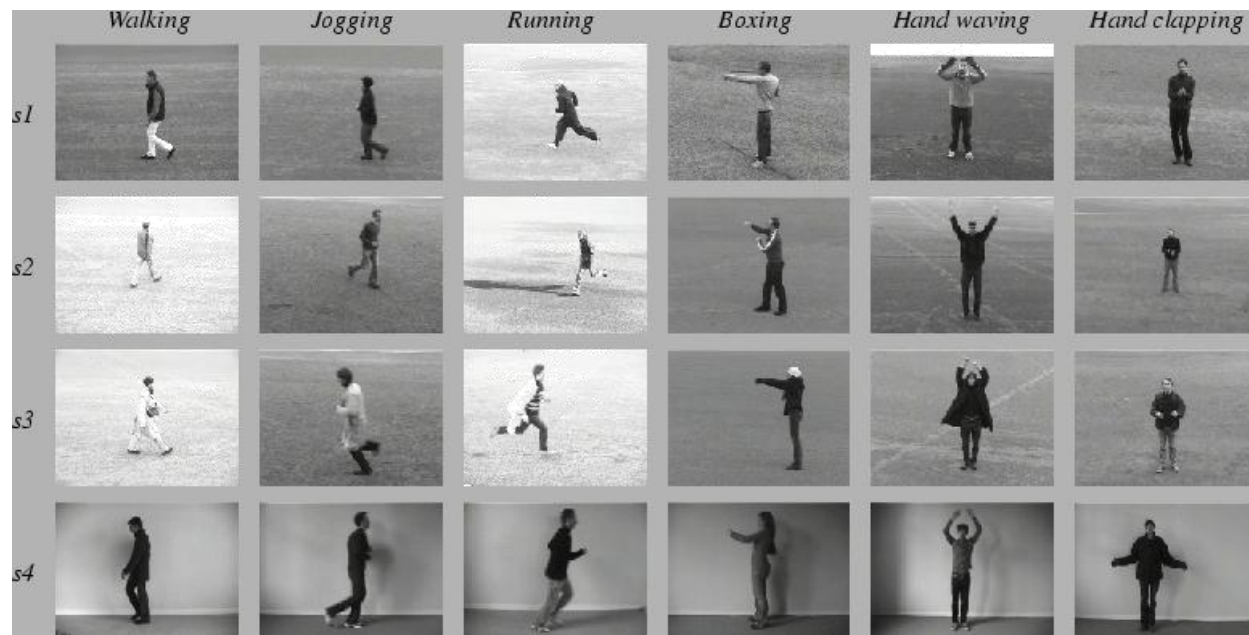 Walking Jogging Running Boxing Hand waving Hand clapping
s1
s2
s3
s4